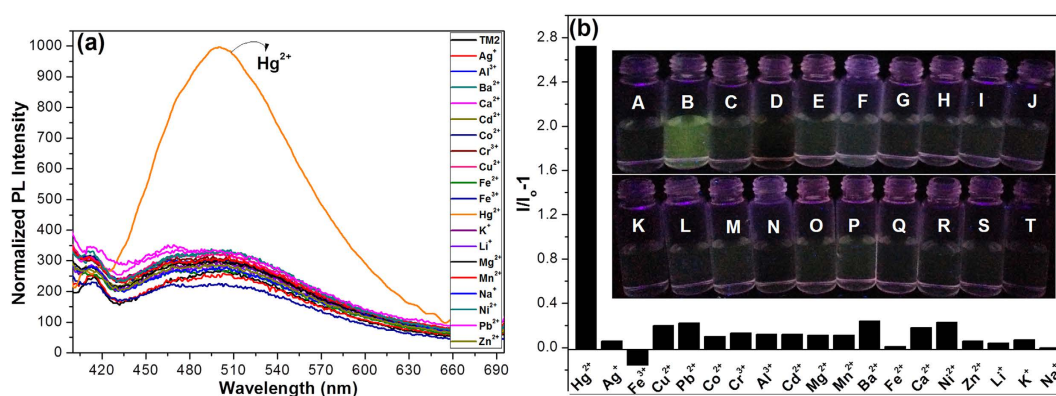 (a)
Normalized PL Intensity
1000
900
800
700
600
500
400
300
200
100
0
420 450 480 510 540 570 600 630 660 690
Wavelength (nm)
Hg²⁺
TM2
Ag⁺
Al³⁺
Ba²⁺
Ca²⁺
Cd²⁺
Co²⁺
Cr³⁺
Cu²⁺
Fe²⁺
Fe³⁺
Hg²⁺
K⁺
Li⁺
Mg²⁺
Mn²⁺
Na⁺
Ni²⁺
Pb²⁺
Zn²⁺
(b)
I/I₀-1
2.8
2.4
2.0
1.6
1.2
0.8
0.4
0.0
A B C D E F G H I J
K L M N O P Q R S T
Hg²⁺ Ag⁺ Fe³⁺ Cu²⁺ Pb²⁺ Co²⁺ Cr³⁺ Al³⁺ Cd²⁺ Mg²⁺ Mn²⁺ Ba²⁺ Fe²⁺ Ca²⁺ Ni²⁺ Zn²⁺ Li⁺ K⁺ Na⁺